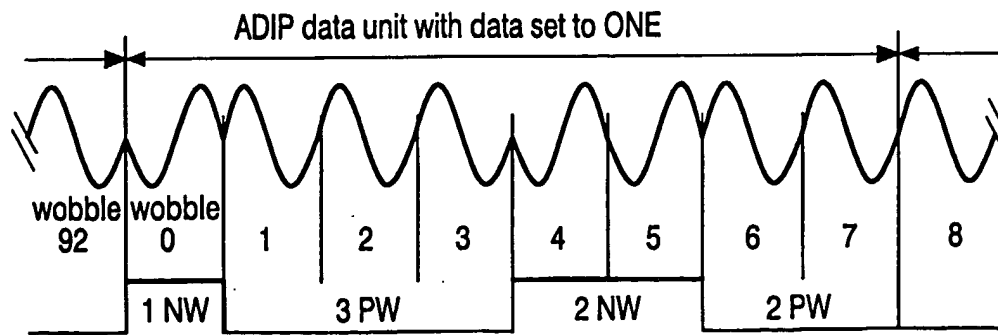 ADIP data unit with data set to ONE
wobble wobble
92 0 1 2 3 4 5 6 7 8
1 NW 3 PW 2 NW 2 PW